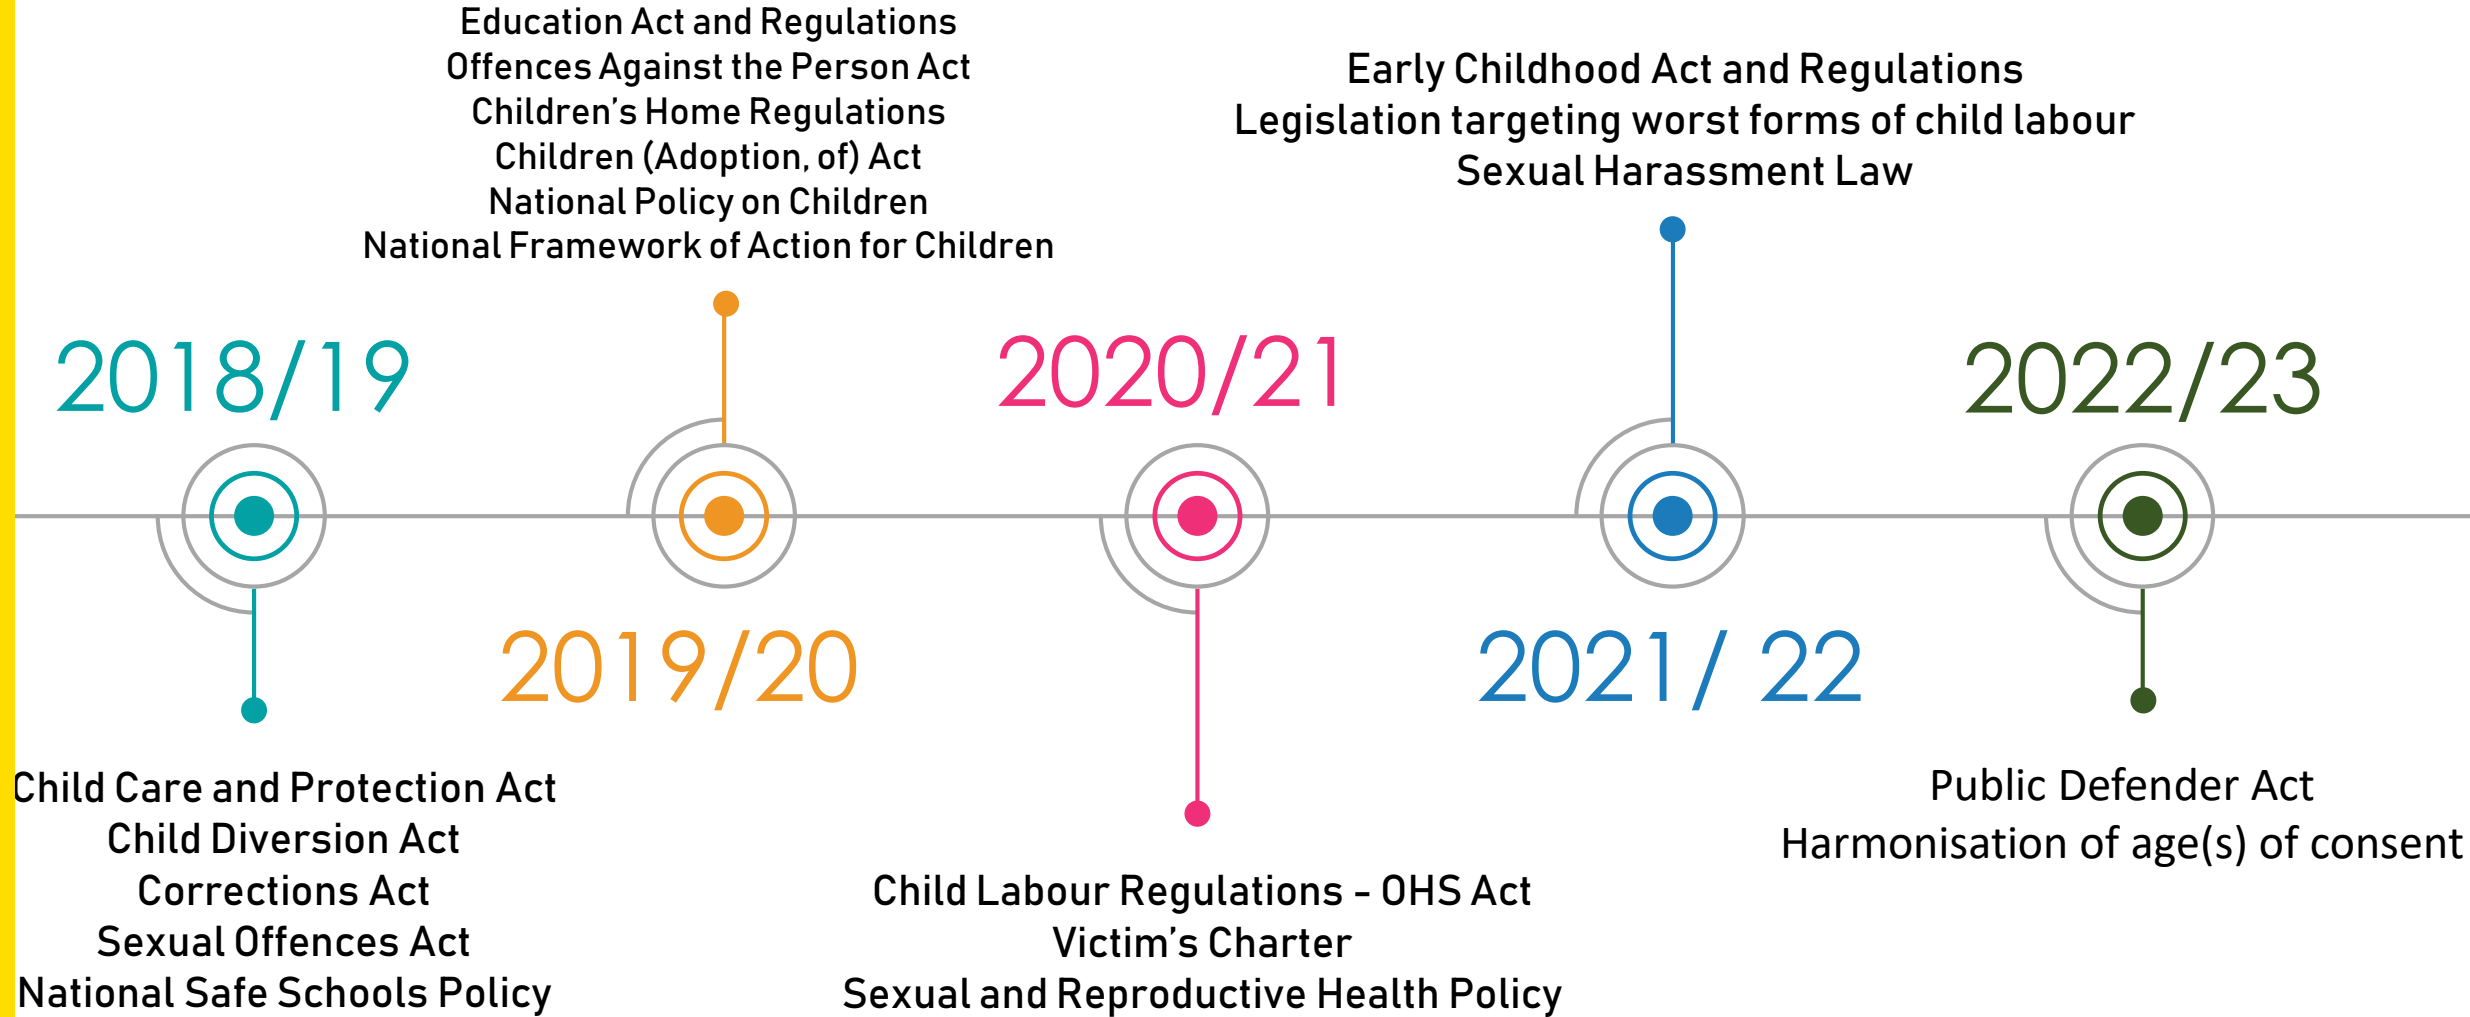 Education Act and Regulations
Offences Against the Person Act
Children's Home Regulations
Children (Adoption, of) Act
National Policy on Children
National Framework of Action for Children
Early Childhood Act and Regulations
Legislation targeting worst forms of child labour
Sexual Harassment Law
2018/19
2020/21
2022/23
2019/20
2021/ 22
Child Care and Protection Act
Child Diversion Act
Corrections Act
Sexual Offences Act
National Safe Schools Policy
Child Labour Regulations - OHS Act
Victim's Charter
Sexual and Reproductive Health Policy
Public Defender Act
Harmonisation of age(s) of consent